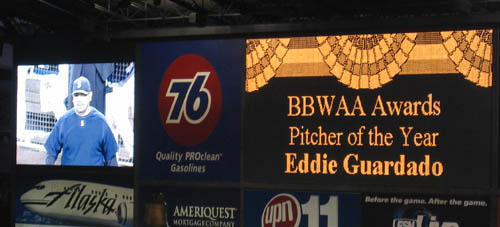 76
Quality PROclean
Gasolines
BBWAA Awards
Pitcher of the Year
Eddie Guardado
Alaska
AMERIQUEST
MORTGAGE COMPANY
upn 11
Before the game. After the game.
FSN